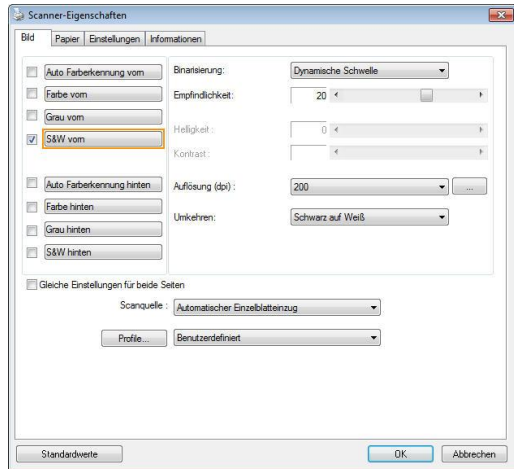 Scanner-Eigenschaften
Bild Papier Einstellungen Informationen
Auto Farberkennung vorn
Farbe vorn
Grau vorn
S&W vorn
Auto Farberkennung hinten
Farbe hinten
Grau hinten
S&W hinten
Binarisierung: Dynamische Schwelle
Empfindlichkeit: 20
Helligkeit : 0
Kontrast :
Auflösung (dpi) : 200 ...
Umkehren: Schwarz auf Weiß
Gleiche Einstellungen für beide Seiten
Scanquelle : Automatischer Einzelblatteinzug
Profile... Benutzerdefiniert
Standardwerte OK Abbrechen